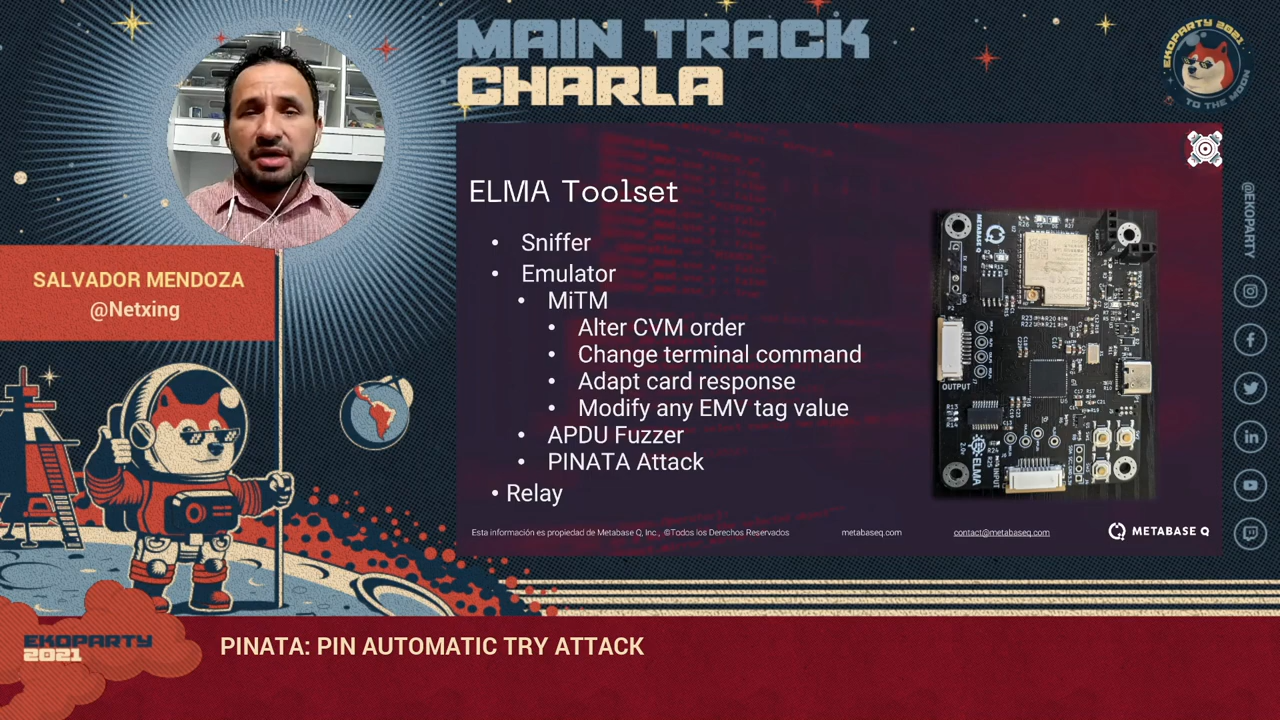 MAIN TRACK
CHARLA
EKOPARTY 2021
TO THE MOON
SALVADOR MENDOZA
@Netxing
ELMA Toolset
• Sniffer
• Emulator
• MiTM
• Alter CVM order
• Change terminal command
• Adapt card response
• Modify any EMV tag value
• APDU Fuzzer
• PINATA Attack
• Relay
METABASE Q
OUTPUT
ELMA
INPUT
Esta información es propiedad de Metabase Q, Inc., ©Todos los Derechos Reservados
metabaseq.com
contact@metabaseq.com
METABASE Q
@EKOPARTY
EKOPARTY
2021
PINATA: PIN AUTOMATIC TRY ATTACK